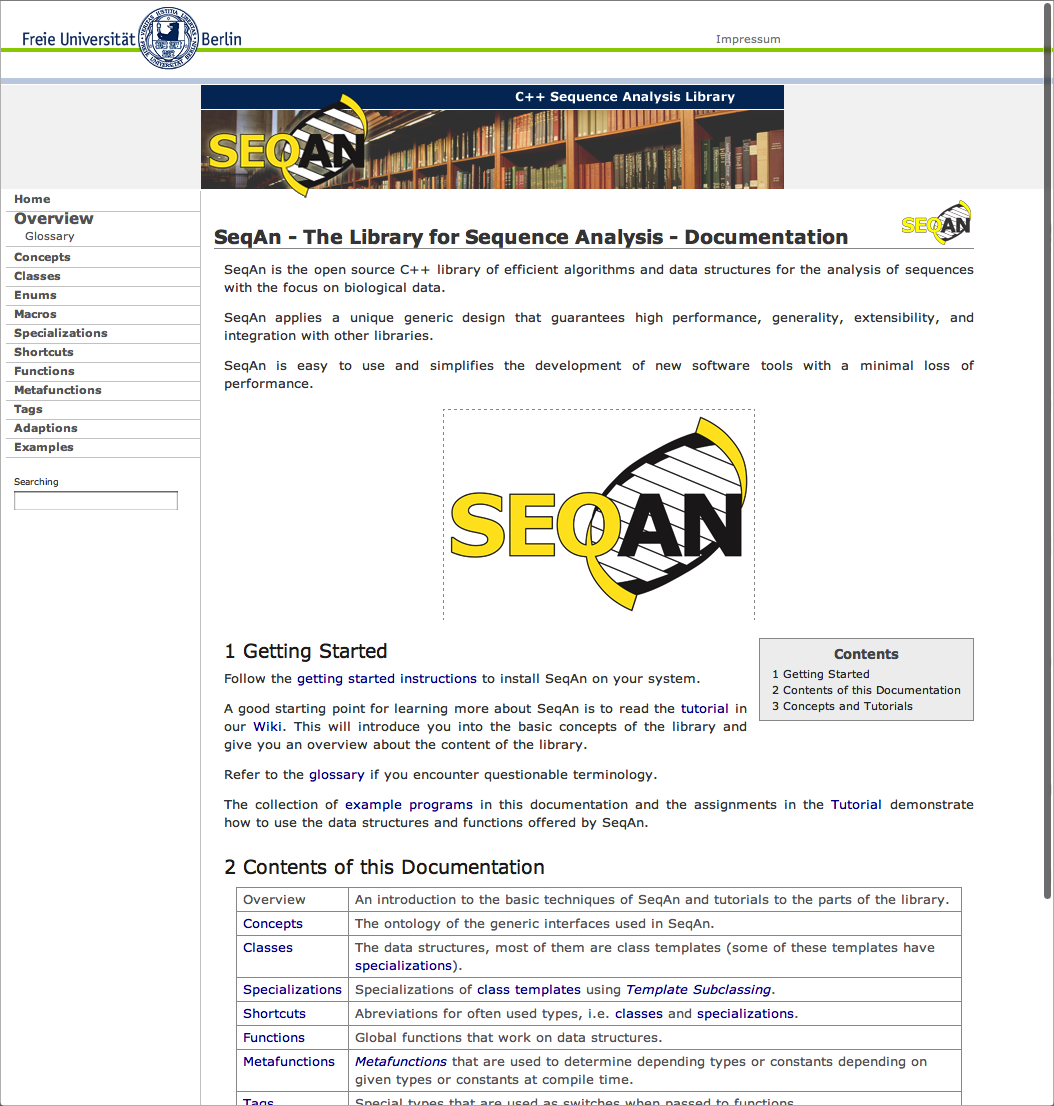 Freie Universität Berlin
Impressum
C++ Sequence Analysis Library
SEQAN
Home
Overview
Glossary
Concepts
Classes
Enums
Macros
Specializations
Shortcuts
Functions
Metafunctions
Tags
Adaptions
Examples
Searching
SEQAN
SeqAn - The Library for Sequence Analysis - Documentation
SeqAn is the open source C++ library of efficient algorithms and data structures for the analysis of sequences
with the focus on biological data.
SeqAn applies a unique generic design that guarantees high performance, generality, extensibility, and
integration with other libraries.
SeqAn is easy to use and simplifies the development of new software tools with a minimal loss of
performance.
SEQAN
1 Getting Started
Follow the getting started instructions to install SeqAn on your system.
A good starting point for learning more about SeqAn is to read the tutorial in
our Wiki. This will introduce you into the basic concepts of the library and
give you an overview about the content of the library.
Refer to the glossary if you encounter questionable terminology.
The collection of example programs in this documentation and the assignments in the Tutorial demonstrate
how to use the data structures and functions offered by SeqAn.
Contents
1 Getting Started
2 Contents of this Documentation
3 Concepts and Tutorials
2 Contents of this Documentation
Overview An introduction to the basic techniques of SeqAn and tutorials to the parts of the library.
Concepts The ontology of the generic interfaces used in SeqAn.
Classes The data structures, most of them are class templates (some of these templates have
specializations).
Specializations Specializations of class templates using Template Subclassing.
Shortcuts Abreviations for often used types, i.e. classes and specializations.
Functions Global functions that work on data structures.
Metafunctions Metafunctions that are used to determine depending types or constants depending on
given types or constants at compile time.
Tags Special types that are used as switches when passed to functions.